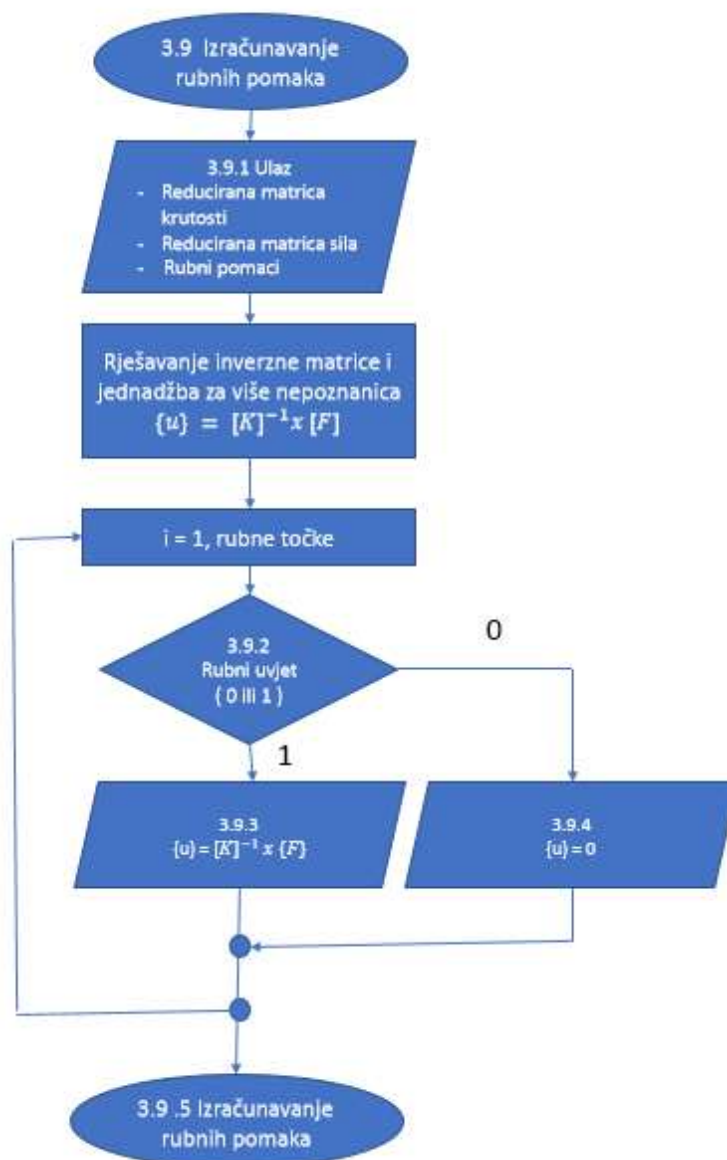 3.9 Izračunavanje
rubnih pomaka
3.9.1 Ulaz
- Reducirana matrica
krutosti
- Reducirana matrica sila
- Rubni pomaci
Rješavanje inverzne matrice i
jednadžba za više nepoznanica
{u} = [K]⁻¹x [F]
i = 1, rubne točke
3.9.2
Rubni uvjet
( 0 ili 1 )
0
1
3.9.3
{u} = [K]⁻¹ x {F}
3.9.4
{u} = 0
3.9 .5 Izračunavanje
rubnih pomaka